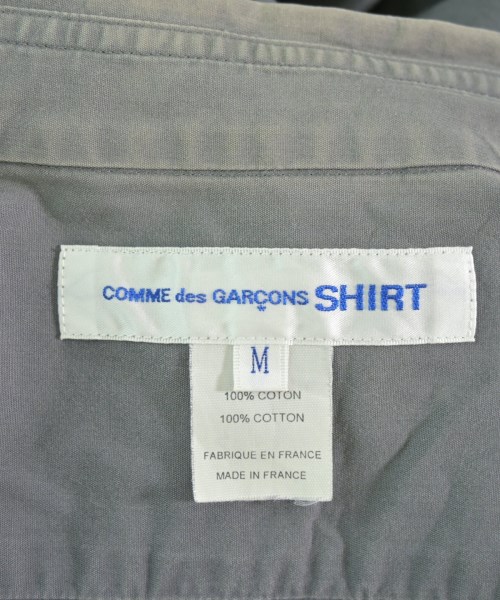 COMME des GARÇONS SHIRT
M
100% COTON
100% COTTON
FABRIQUE EN FRANCE
MADE IN FRANCE